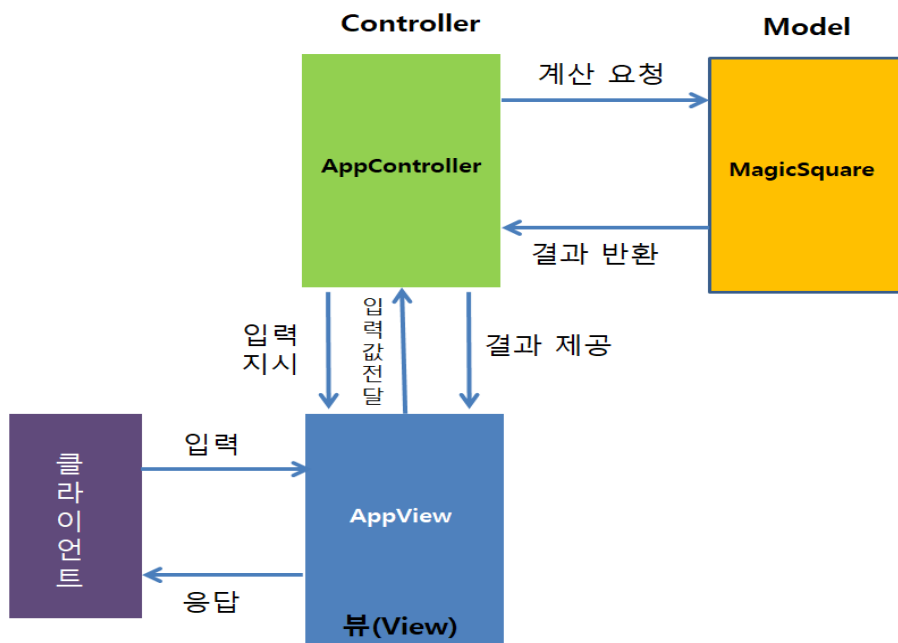 Controller
Model
계산 요청
AppController
MagicSquare
결과 반환
입력
지시
입
력
값
전
달
결과 제공
클
라
이
언
트
입력
AppView
응답
뷰(View)